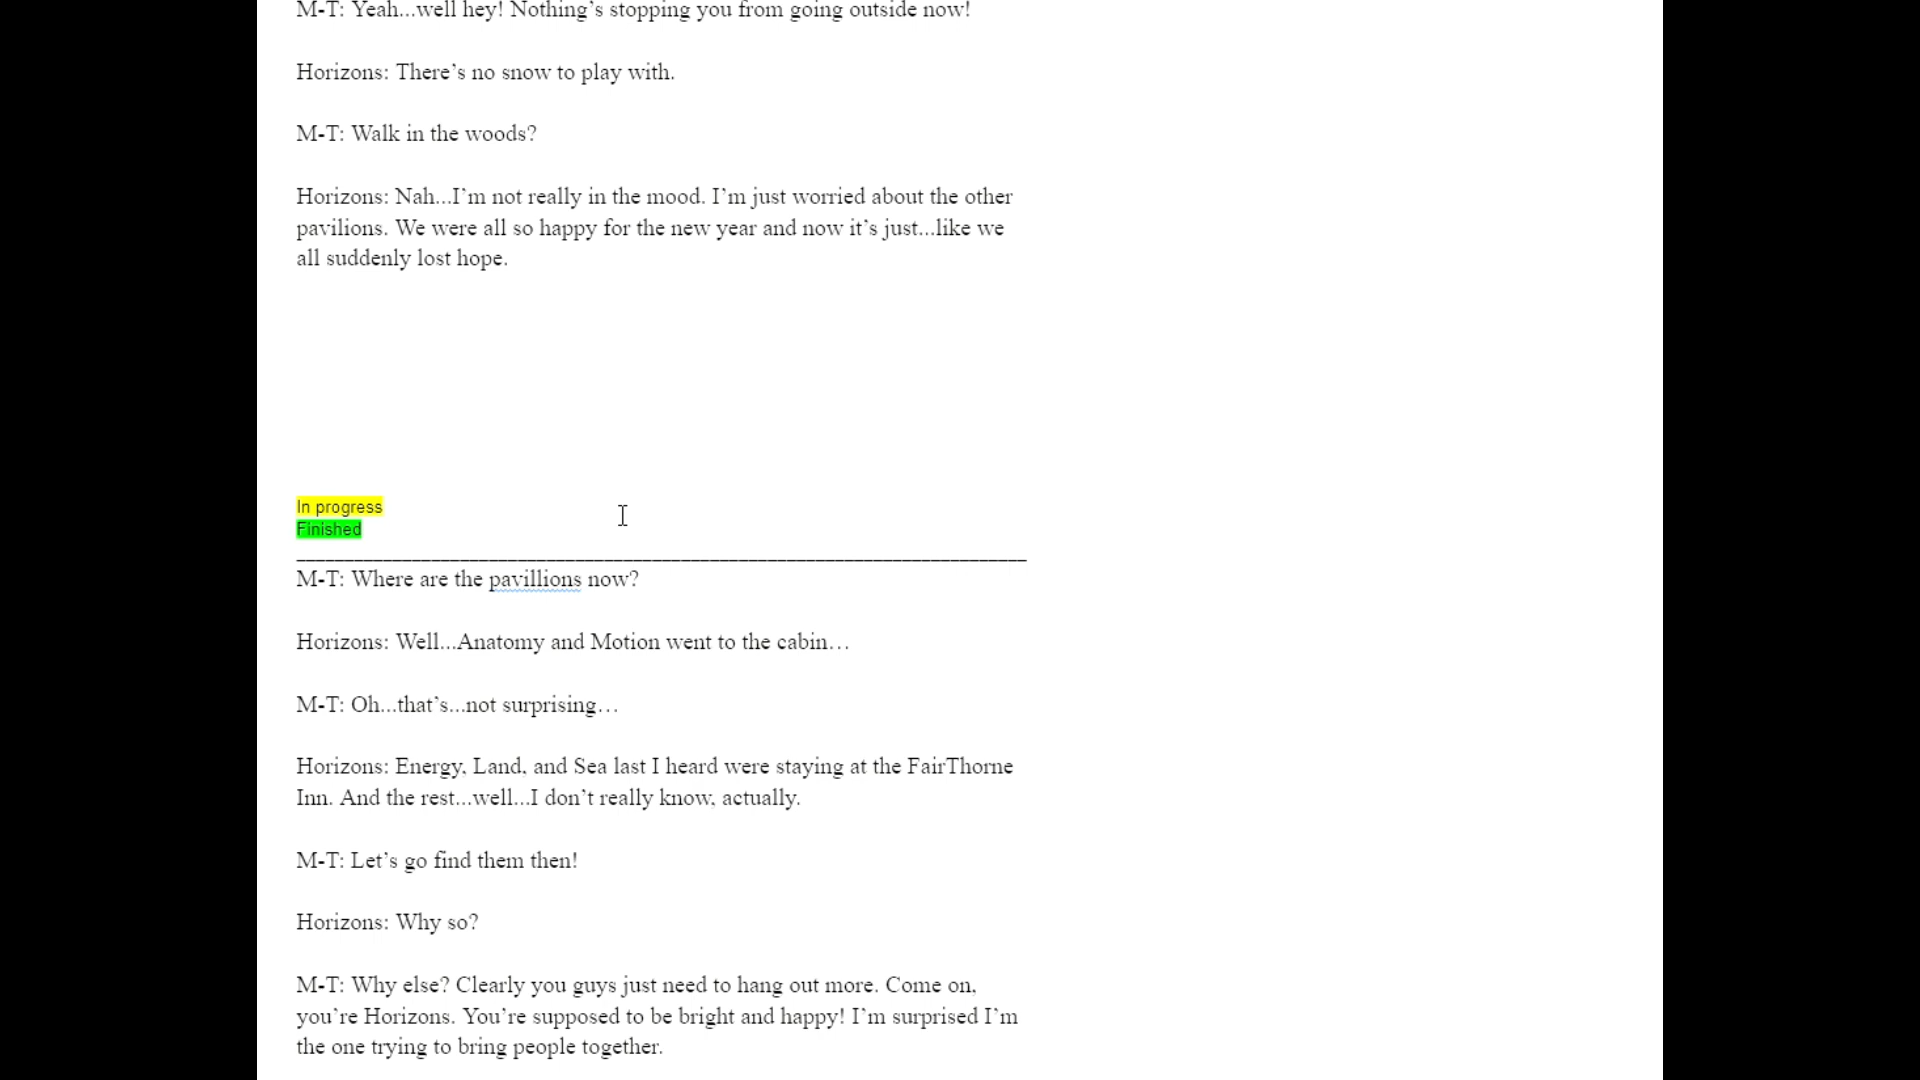 M-T: Yeah...well hey! Nothing’s stopping you from going outside now!
Horizons: There’s no snow to play with.
M-T: Walk in the woods?
Horizons: Nah...I’m not really in the mood. I’m just worried about the other
pavilions. We were all so happy for the new year and now it’s just...like we
all suddenly lost hope.
In progress
Finished
M-T: Where are the pavillions now?
Horizons: Well...Anatomy and Motion went to the cabin…
M-T: Oh...that’s...not surprising…
Horizons: Energy, Land, and Sea last I heard were staying at the FairThorne
Inn. And the rest...well...I don’t really know, actually.
M-T: Let’s go find them then!
Horizons: Why so?
M-T: Why else? Clearly you guys just need to hang out more. Come on,
you’re Horizons. You’re supposed to be bright and happy! I’m surprised I’m
the one trying to bring people together.